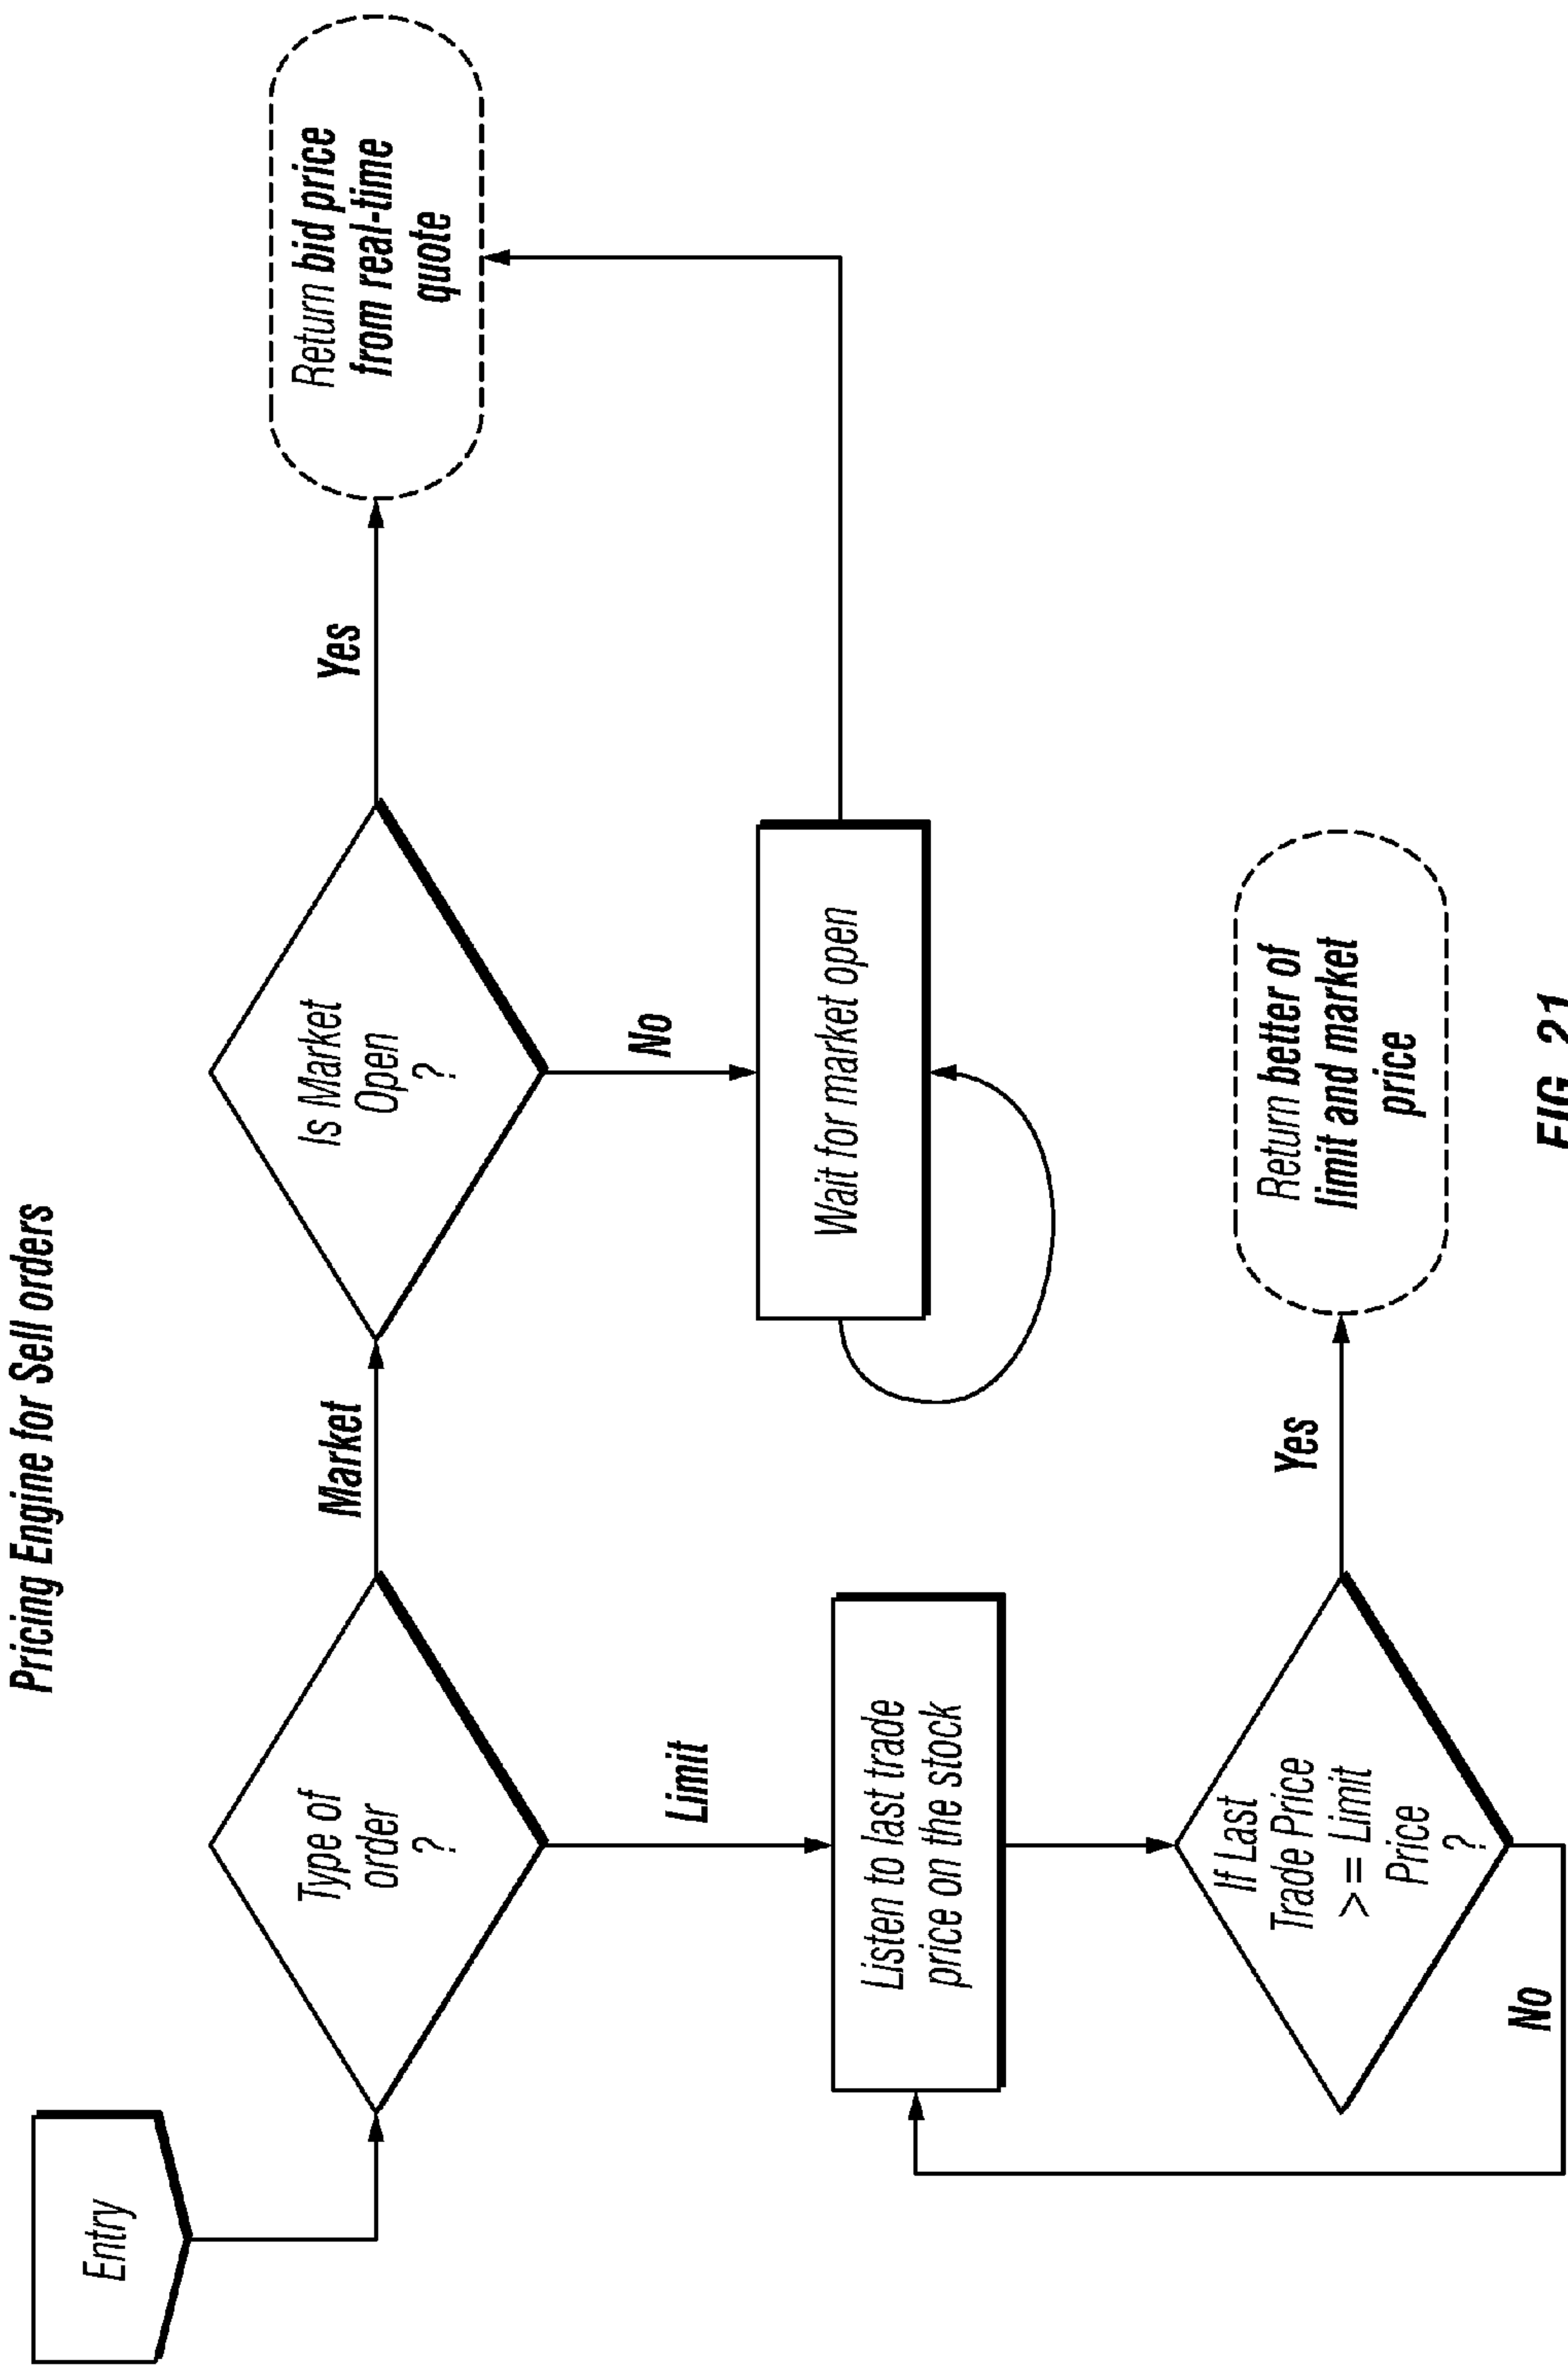 Pricing Engine for Sell orders
Entry
Type of
order
?
Market
Is Market
Open
?
Yes
Return bid price
from real-time
quote
Limit
No
Listen to last trade
price on the stock
Wait for market open
If Last
Trade Price
>= Limit
Price
?
Yes
Return better of
limit and market
price
No
FIG. 21